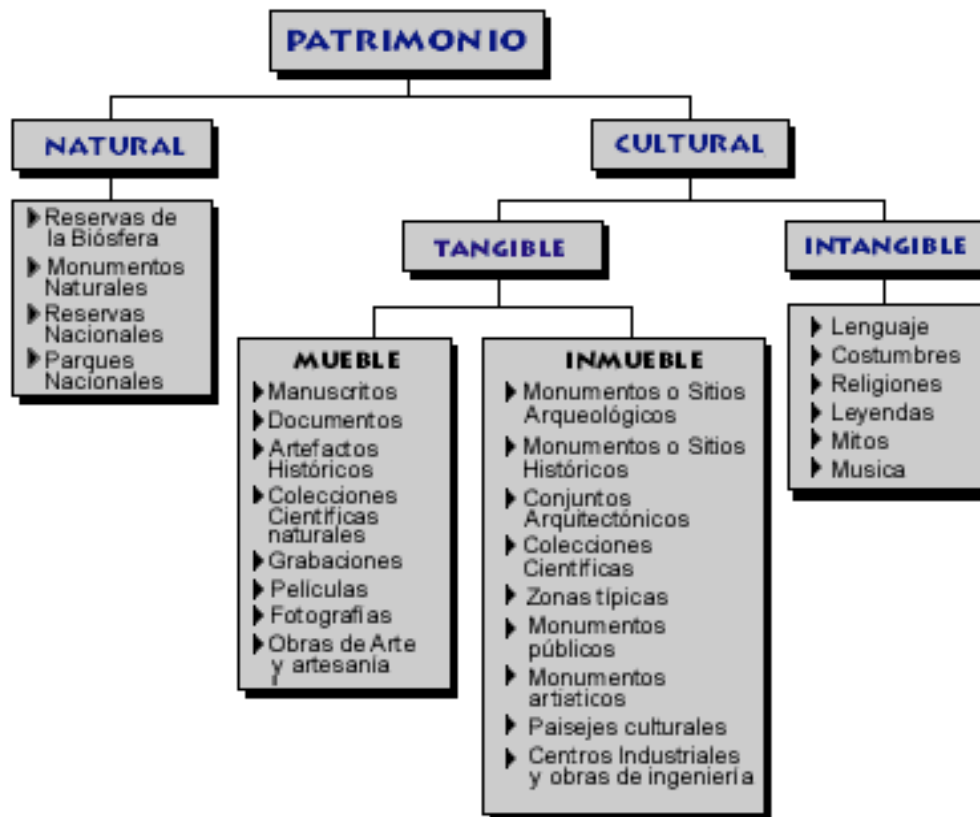 PATRIMONIO
NATURAL
Reservas de
la Biósfera
Monumentos
Naturales
Reservas
Nacionales
Parques
Nacionales
CULTURAL
TANGIBLE
MUEBLE
Manuscritos
Documentos
Artefactos
Históricos
Colecciones
Científicas
naturales
Grabaciones
Películas
Fotografías
Obras de Arte
y artesanía
INMUEBLE
Monumentos o Sitios
Arqueológicos
Monumentos o Sitios
Históricos
Conjuntos
Arquitectónicos
Colecciones
Científicas
Zonas típicas
Monumentos
públicos
Monumentos
artiaticos
Paisejes culturales
Centros Industriales
y obras de ingeniería
INTANGIBLE
Lenguaje
Costumbres
Religiones
Leyendas
Mitos
Musica